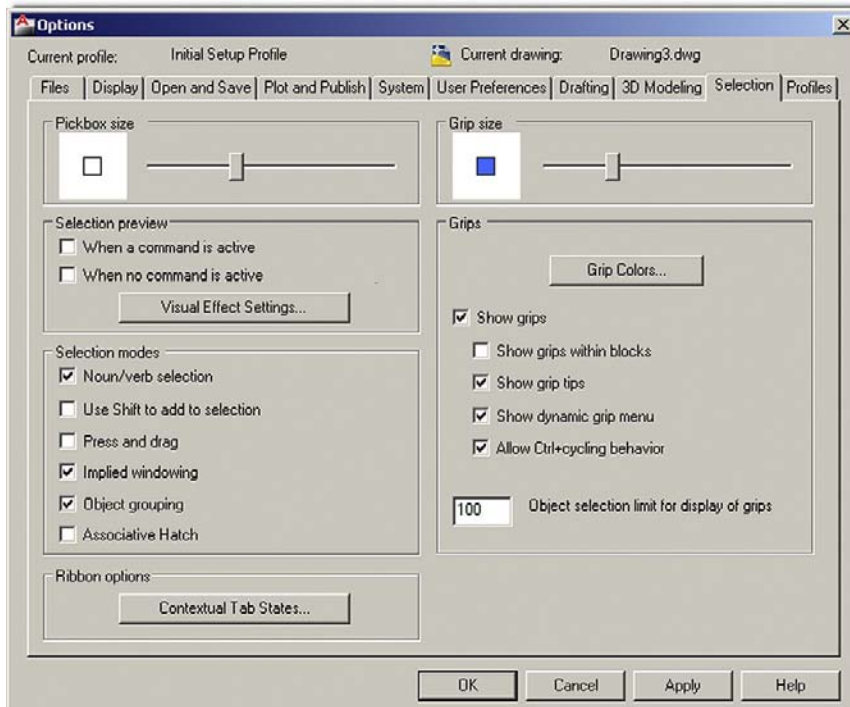 Options
Current profile: Initial Setup Profile Current drawing: Drawing3.dwg
Files Display Open and Save Plot and Publish System User Preferences Drafting 3D Modeling Selection Profiles
Pickbox size
Selection preview
When a command is active
When no command is active
Visual Effect Settings...
Selection modes
Noun/verb selection
Use Shift to add to selection
Press and drag
Implied windowing
Object grouping
Associative Hatch
Ribbon options
Contextual Tab States...
Grip size
Grips
Grip Colors...
Show grips
Show grips within blocks
Show grip tips
Show dynamic grip menu
Allow Ctrl+cycling behavior
100 Object selection limit for display of grips
OK Cancel Apply Help